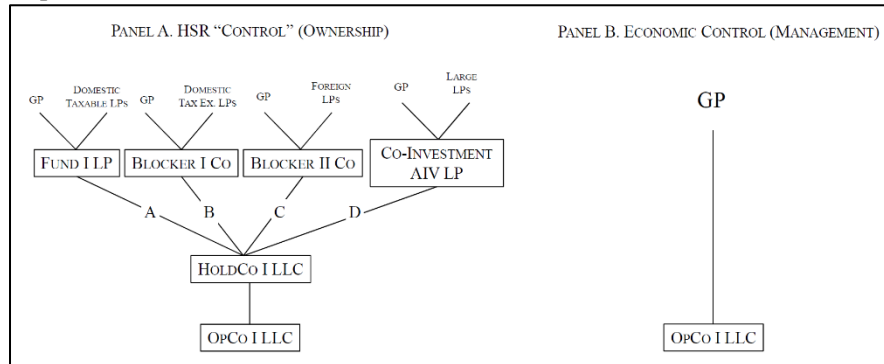 PANEL A. HSR “CONTROL” (OWNERSHIP)
PANEL B. ECONOMIC CONTROL (MANAGEMENT)
GP
DOMESTIC
TAXABLE LPS
GP
DOMESTIC
TAX EX. LPS
GP
FOREIGN
LPS
GP
LARGE
LPS
GP
FUND I LP
BLOCKER I CO
BLOCKER II CO
CO-INVESTMENT
AIV LP
A
B
C
D
HOLDCO I LLC
OPCO I LLC
OPCO I LLC